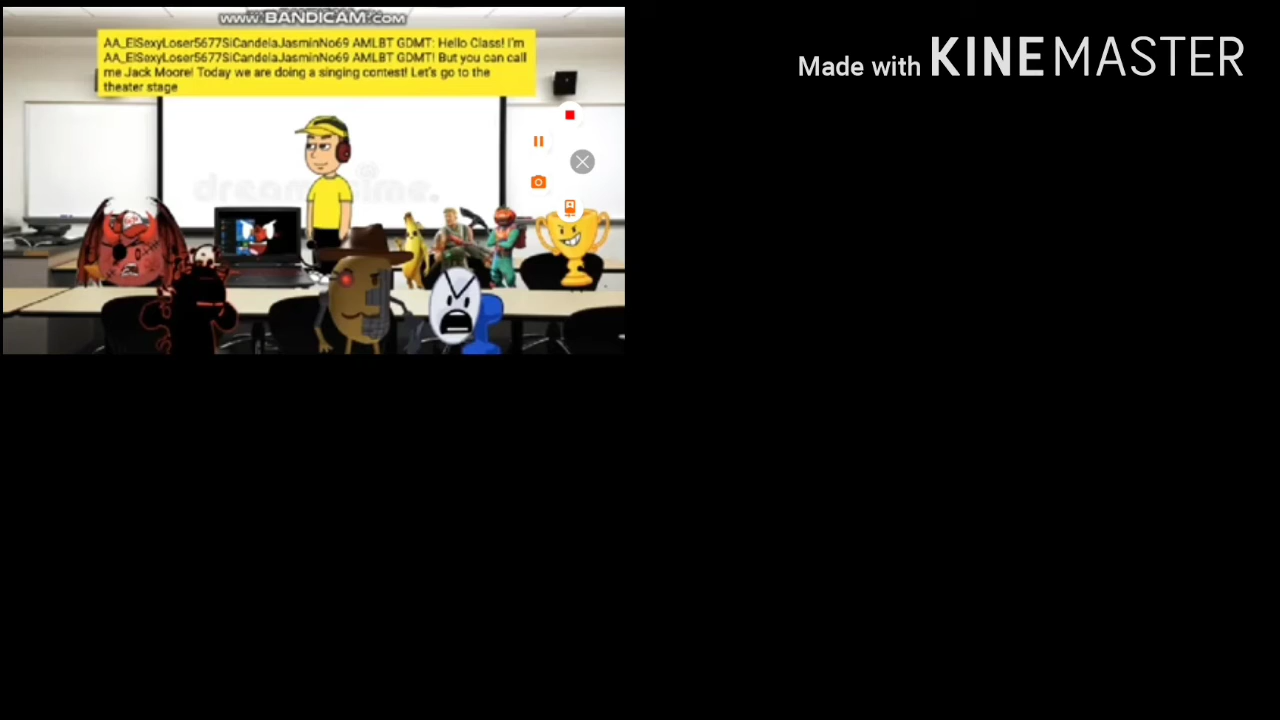 www.BANDICAM.com
AA_ElSexyLoser5677SiCandelaJasminNo69 AMLBT GDMT: Hello Class! I'm
AA_ElSexyLoser5677SiCandelaJasminNo69 AMLBT GDMT! But you can call
me Jack Moore! Today we are doing a singing contest! Let's go to the
theater stage
Made with KINEMASTER
dreamstime.